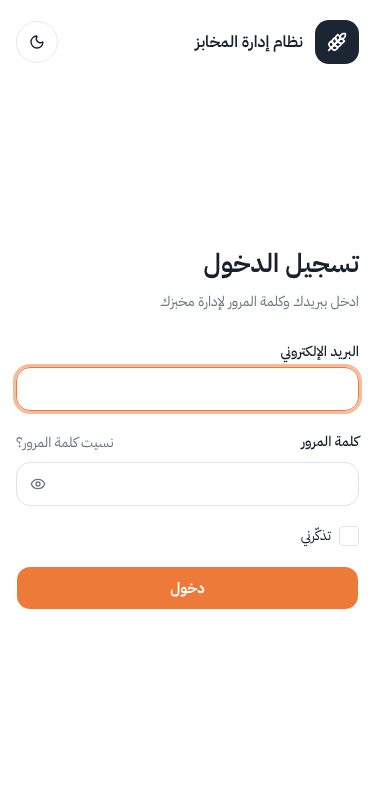 نظام إدارة المخابز
تسجيل الدخول
ادخل ببريدك وكلمة المرور لإدارة مخبزك
البريد الإلكتروني
كلمة المرور
نسيت كلمة المرور؟
تذكّرني
دخول